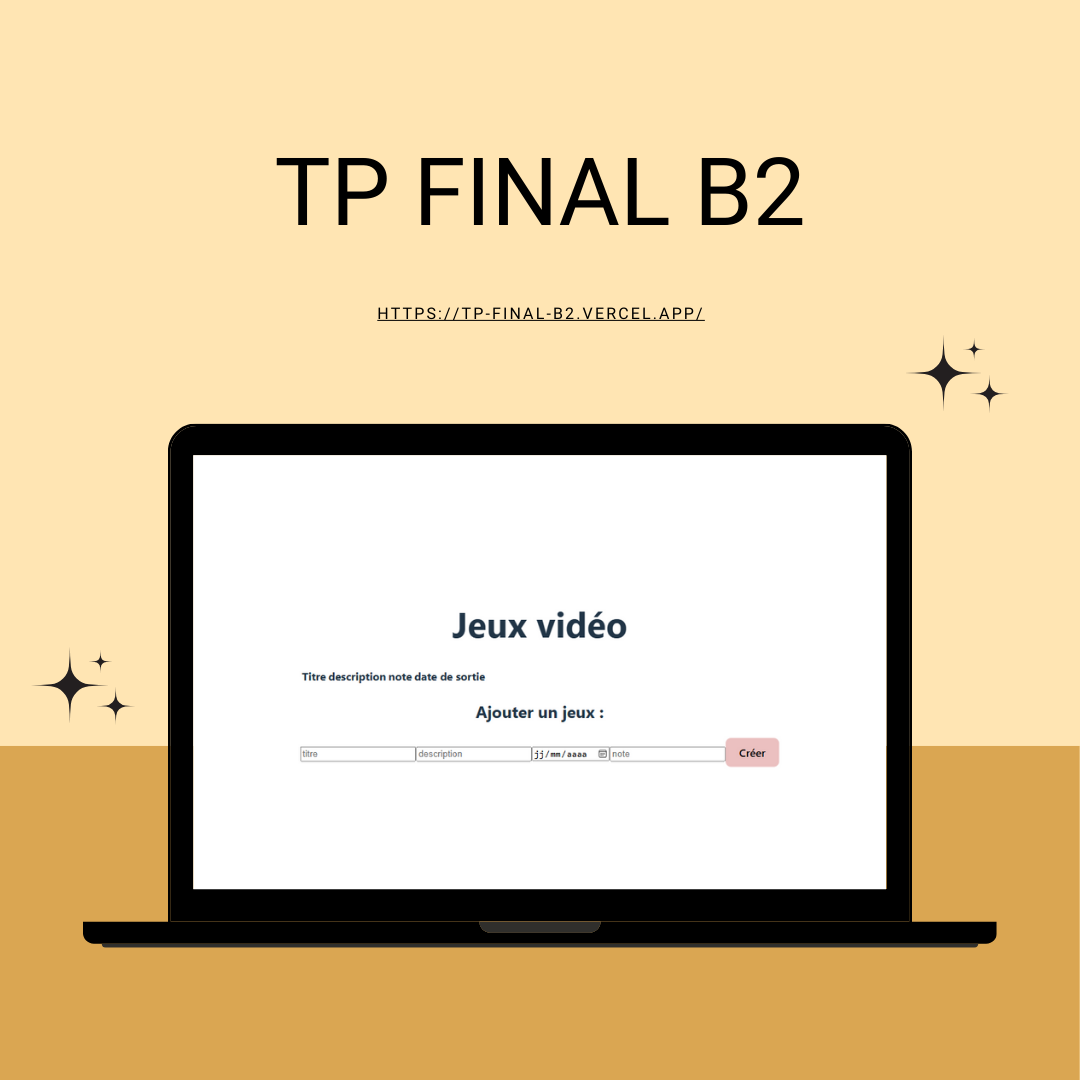 TP FINAL B2
HTTPS://TP-FINAL-B2.VERCEL.APP/
Jeux vidéo
Titre description note date de sortie
Ajouter un jeux :
titre description jj/mm/aaaa note Créer